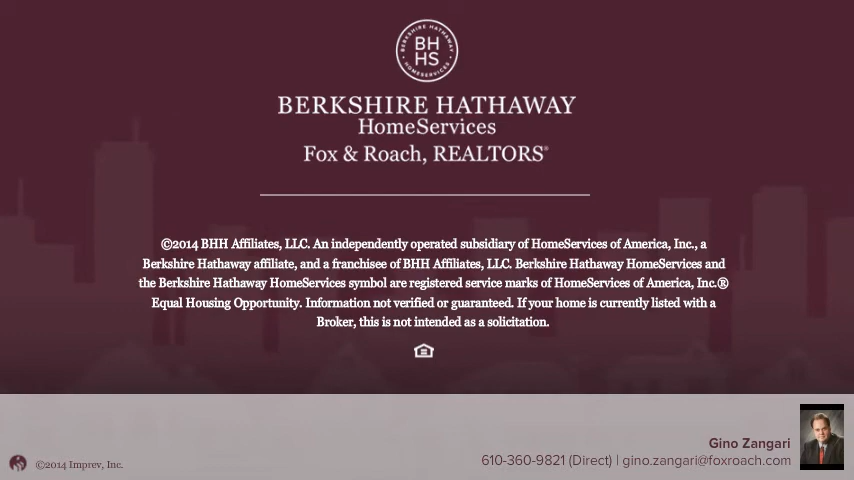 BERKSHIRE HATHAWAY
HOMESERVICES
BH
HS
BERKSHIRE HATHAWAY
HomeServices
Fox & Roach, REALTORS®
©2014 BHH Affiliates, LLC. An independently operated subsidiary of HomeServices of America, Inc., a
Berkshire Hathaway affiliate, and a franchisee of BHH Affiliates, LLC. Berkshire Hathaway HomeServices and
the Berkshire Hathaway HomeServices symbol are registered service marks of HomeServices of America, Inc.®
Equal Housing Opportunity. Information not verified or guaranteed. If your home is currently listed with a
Broker, this is not intended as a solicitation.
Gino Zangari
610-360-9821 (Direct) | gino.zangari@foxroach.com
©2014 Imprev, Inc.